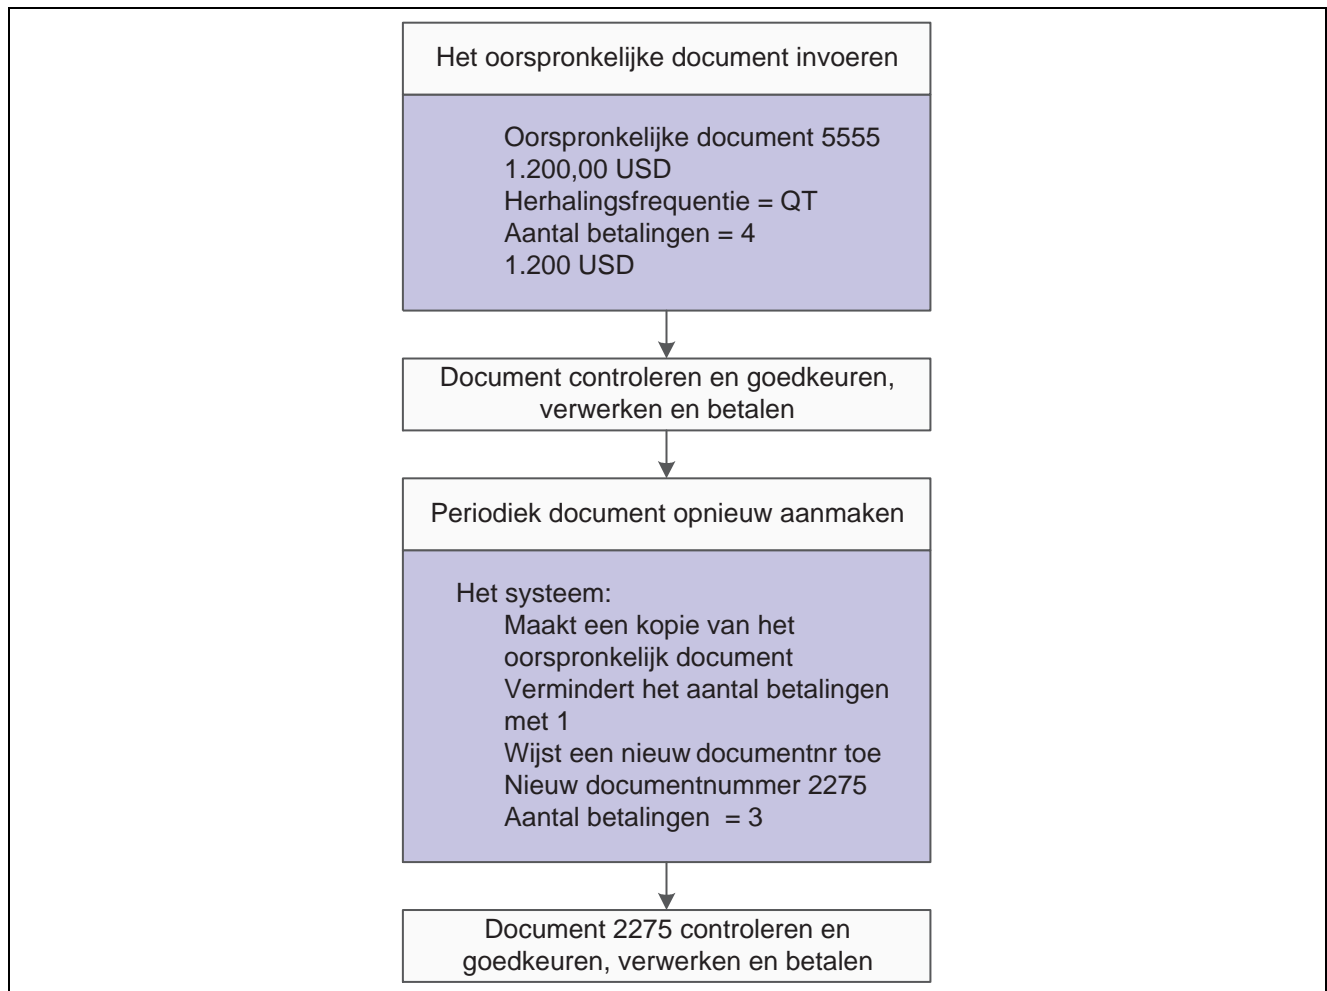 Het oorspronkelijke document invoeren
Oorspronkelijke document 5555
1.200,00 USD
Herhalingsfrequentie = QT
Aantal betalingen = 4
1.200 USD
Document controleren en goedkeuren,
verwerken en betalen
Periodiek document opnieuw aanmaken
Het systeem:
Maakt een kopie van het
oorspronkelijk document
Vermindert het aantal betalingen
met 1
Wijst een nieuw documentnr toe
Nieuw documentnummer 2275
Aantal betalingen = 3
Document 2275 controleren en
goedkeuren, verwerken en betalen